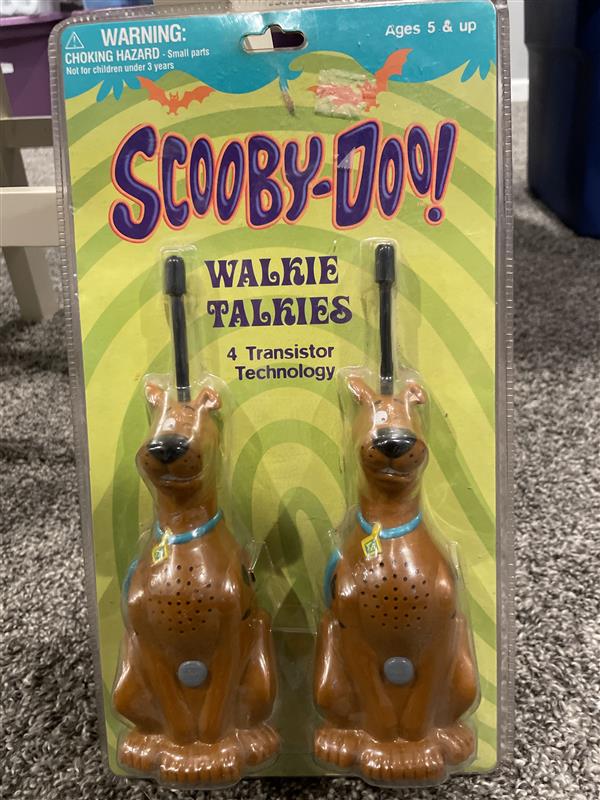 WARNING:
CHOKING HAZARD - Small parts
Not for children under 3 years
Ages 5 & up
SCOOBY-DOO!
WALKIE
TALKIES
4 Transistor
Technology